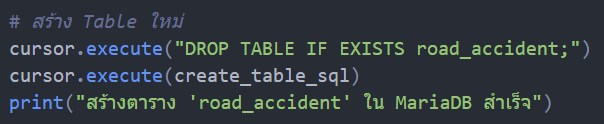 # สร้าง Table ใหม่
cursor.execute("DROP TABLE IF EXISTS road_accident;")
cursor.execute(create_table_sql)
print("สร้างตาราง 'road_accident' ใน MariaDB สำเร็จ")